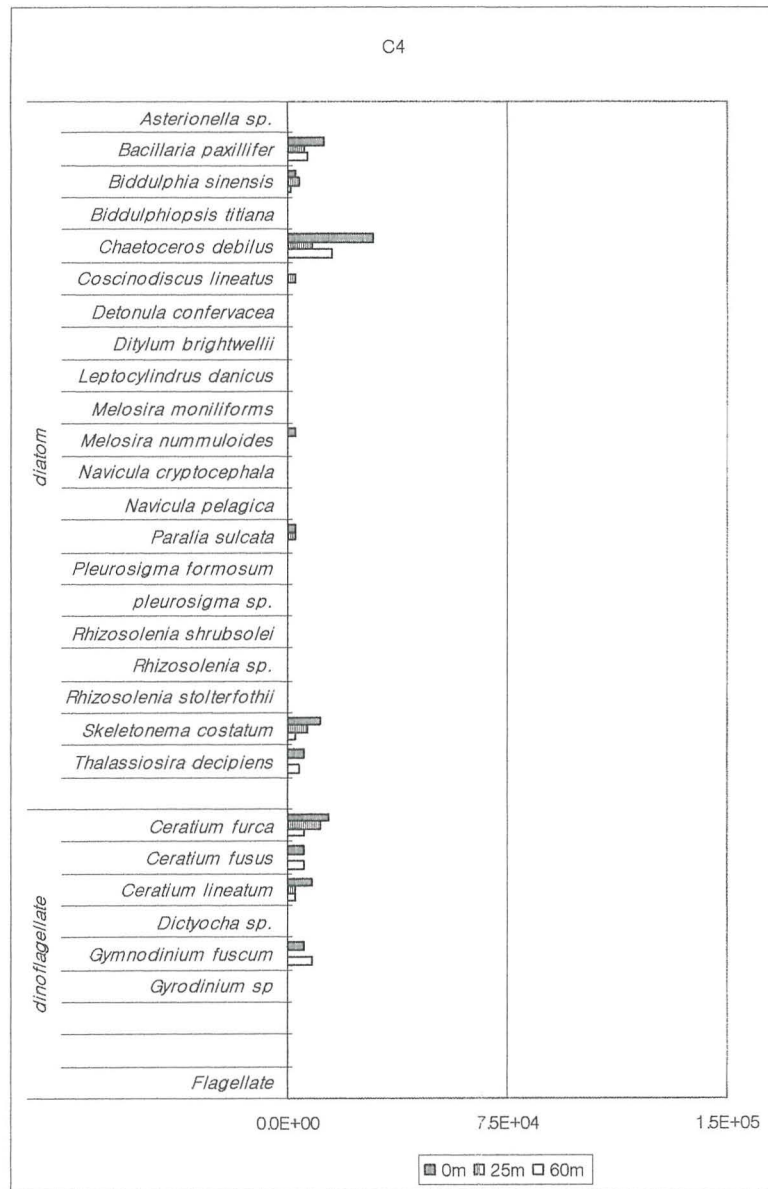 C4
Asterionella sp.
Bacillaria paxillifer
Biddulphia sinensis
Biddulphiopsis titiana
Chaetoceros debilus
Coscinodiscus lineatus
Detonula confervacea
Ditylum brightwellii
Leptocylindrus danicus
Melosira moniliforms
diatom
Melosira nummuloides
Navicula cryptocephala
Navicula pelagica
Paralia sulcata
Pleurosigma formosum
pleurosigma sp.
Rhizosolenia shrubsolei
Rhizosolenia sp.
Rhizosolenia stolterfothii
Skeletonema costatum
Thalassiosira decipiens
dinoflagellate
Ceratium furca
Ceratium fusus
Ceratium lineatum
Dictyocha sp.
Gymnodinium fuscum
Gyrodinium sp
Flagellate
0.0E+00 7.5E+04 1.5E+05
0m 25m 60m